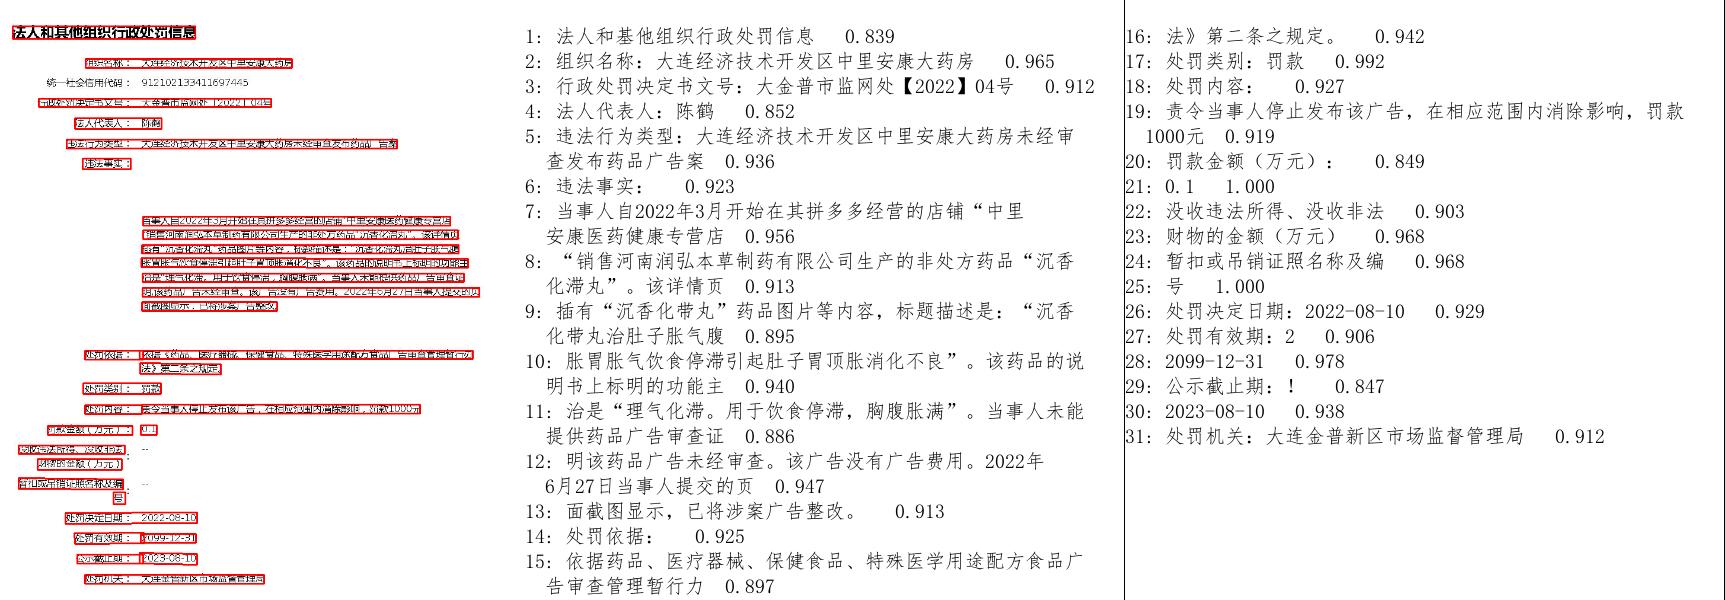 法人和其他组织行政处罚信息
组织名称： 大连经济技术开发区中里安康大药房
统一社会信用代码： 912102133411697445
行政处罚决定书文号： 大金普市监网处【2022】04号
法人代表人： 陈鹤
违法行为类型： 大连经济技术开发区中里安康大药房未经审查发布药品广告案
违法事实：
当事人自2022年3月开始在其拼多多经营的店铺“中里安康医药健康专营店
”销售河南润弘本草制药有限公司生产的非处方药品“沉香化滞丸”。该详情页
插有“沉香化滞丸”药品图片等内容，标题描述是：“沉香化滞丸治肚子胀气腹
胀胃胀气饮食停滞引起肚子胃顶胀消化不良”。该药品的说明书上标明的功能主
治是“理气化滞。用于饮食停滞，胸腹胀满”。当事人未能提供药品广告审查证
明该药品广告未经审查。该广告没有广告费用。2022年6月27日当事人提交的页
面截图显示，已将涉案广告整改。
处罚依据： 依据《药品、医疗器械、保健食品、特殊医学用途配方食品广告审查管理暂行办
法》第二条之规定。
处罚类别： 罚款
处罚内容： 责令当事人停止发布该广告，在相应范围内消除影响，罚款1000元
罚款金额（万元）： 0.1
没收违法所得、没收非法
财物的金额（万元）： --
暂扣或吊销证照名称及编
号： --
处罚决定日期： 2022-08-10
处罚有效期： 2099-12-31
公示截止期： 2023-08-10
处罚机关： 大连金普新区市场监督管理局
1: 法人和基他组织行政处罚信息 0.839
2: 组织名称：大连经济技术开发区中里安康大药房 0.965
3: 行政处罚决定书文号：大金普市监网处【2022】04号 0.912
4: 法人代表人：陈鹤 0.852
5: 违法行为类型：大连经济技术开发区中里安康大药房未经审
查发布药品广告案 0.936
6: 违法事实： 0.923
7: 当事人自2022年3月开始在其拼多多经营的店铺“中里
安康医药健康专营店 0.956
8: “销售河南润弘本草制药有限公司生产的非处方药品“沉香
化滞丸”。该详情页 0.913
9: 插有“沉香化带丸”药品图片等内容，标题描述是：“沉香
化带丸治肚子胀气腹 0.895
10: 胀胃胀气饮食停滞引起肚子胃顶胀消化不良”。该药品的说
明书上标明的功能主 0.940
11: 治是“理气化滞。用于饮食停滞，胸腹胀满”。当事人未能
提供药品广告审查证 0.886
12: 明该药品广告未经审查。该广告没有广告费用。2022年
6月27日当事人提交的页 0.947
13: 面截图显示，已将涉案广告整改。 0.913
14: 处罚依据： 0.925
15: 依据药品、医疗器械、保健食品、特殊医学用途配方食品广
告审查管理暂行力 0.897
16: 法》第二条之规定。 0.942
17: 处罚类别：罚款 0.992
18: 处罚内容： 0.927
19: 责令当事人停止发布该广告，在相应范围内消除影响，罚款
1000元 0.919
20: 罚款金额（万元）： 0.849
21: 0.1 1.000
22: 没收违法所得、没收非法 0.903
23: 财物的金额（万元） 0.968
24: 暂扣或吊销证照名称及编 0.968
25: 号 1.000
26: 处罚决定日期：2022-08-10 0.929
27: 处罚有效期：2 0.906
28: 2099-12-31 0.978
29: 公示截止期：! 0.847
30: 2023-08-10 0.938
31: 处罚机关：大连金普新区市场监督管理局 0.912